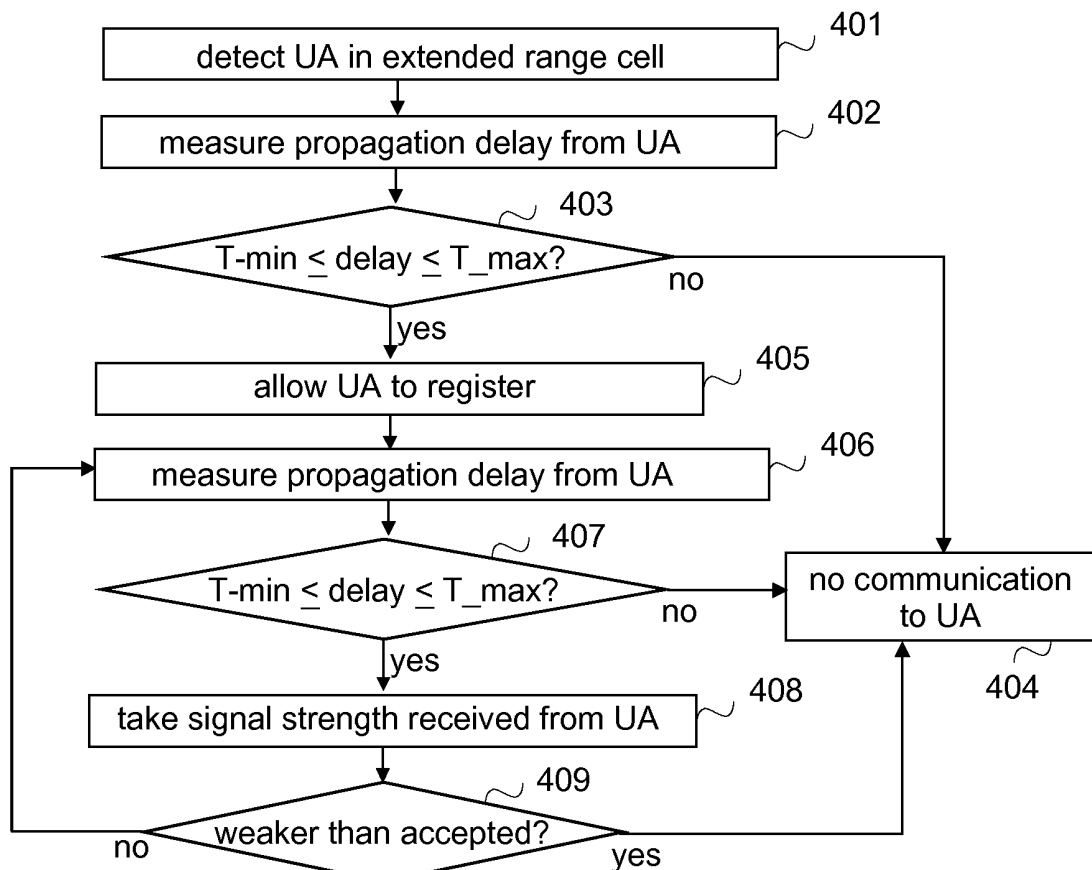 401
detect UA in extended range cell
402
measure propagation delay from UA
403
T-min ≤ delay ≤ T_max?
no
yes
405
allow UA to register
406
measure propagation delay from UA
407
T-min ≤ delay ≤ T_max?
no
yes
no communication
to UA
404
408
take signal strength received from UA
409
weaker than accepted?
no
yes